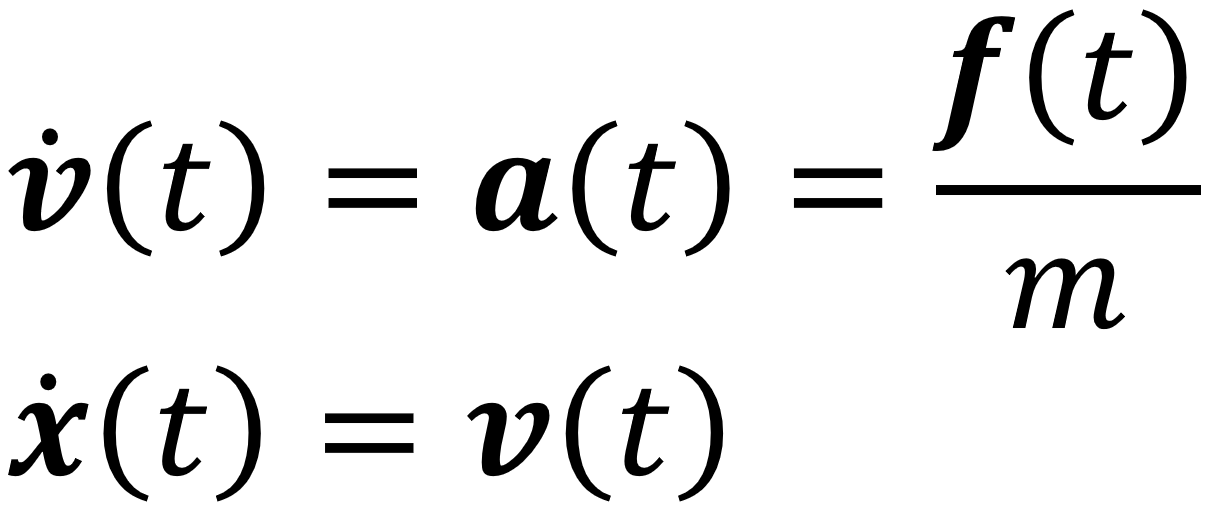 𝒗̇(𝑡) = 𝒂(𝑡) = 𝒇(𝑡)/𝑚
𝒙̇(𝑡) = 𝒗(𝑡)